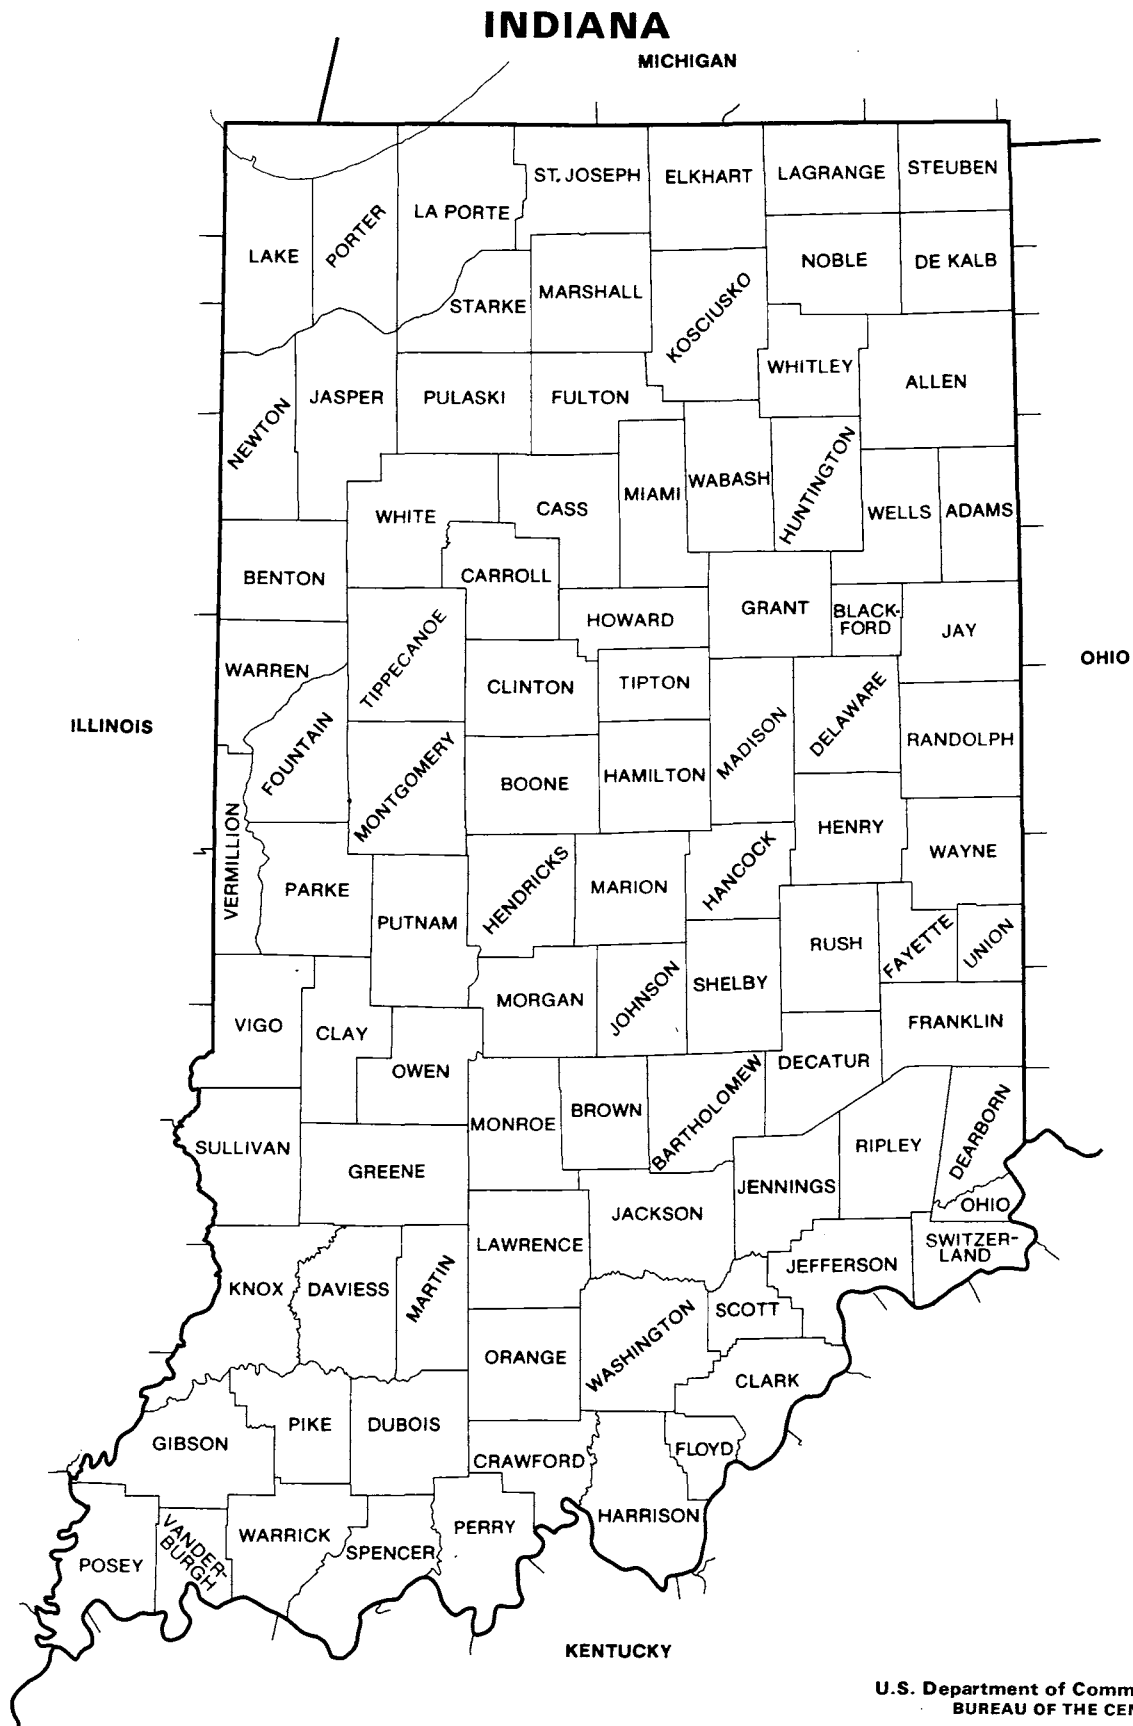 INDIANA
MICHIGAN
ST. JOSEPH
ELKHART
LAGRANGE
STEUBEN
LA PORTE
PORTER
LAKE
NOBLE
DE KALB
STARKE
MARSHALL
KOSCIUSKO
WHITLEY
ALLEN
NEWTON
JASPER
PULASKI
FULTON
WHITE
CASS
MIAMI
WABASH
HUNTINGTON
WELLS
ADAMS
BENTON
CARROLL
HOWARD
GRANT
BLACK-
FORD
JAY
OHIO
WARREN
TIPPECANOE
CLINTON
TIPTON
MADISON
DELAWARE
RANDOLPH
ILLINOIS
FOUNTAIN
MONTGOMERY
BOONE
HAMILTON
HENRY
WAYNE
VERMILLION
PARKE
PUTNAM
HENDRICKS
MARION
HANCOCK
RUSH
FAYETTE
UNION
VIGO
CLAY
OWEN
MORGAN
JOHNSON
SHELBY
DECATUR
FRANKLIN
SULLIVAN
GREENE
MONROE
BROWN
BARTHOLOMEW
JENNINGS
RIPLEY
DEARBORN
OHIO
SWITZER-
LAND
KNOX
DAVIESS
MARTIN
LAWRENCE
JACKSON
JEFFERSON
SCOTT
ORANGE
WASHINGTON
CLARK
GIBSON
PIKE
DUBOIS
CRAWFORD
FLOYD
HARRISON
POSEY
VANDER-
BURGH
WARRICK
SPENCER
PERRY
KENTUCKY
U.S. Department of Comm
BUREAU OF THE CEN